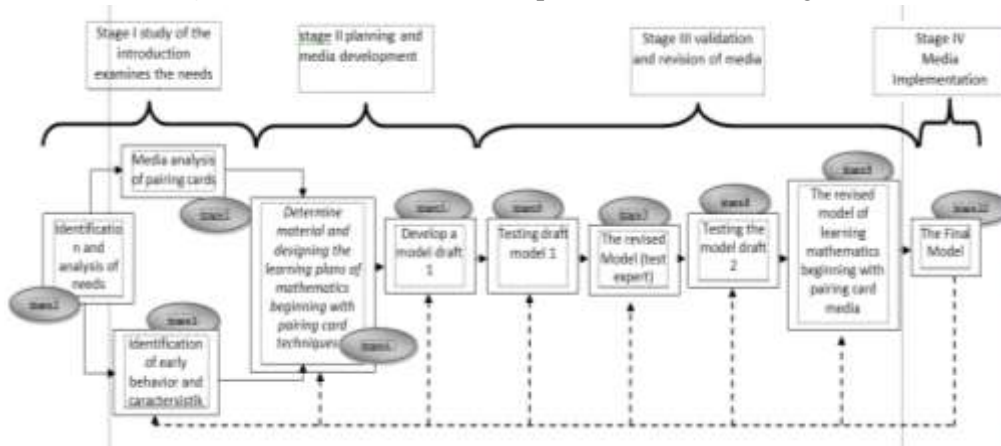 Stage I study of the
introduction
examines the needs
stage II planning and
media development
Stage III validation
and revision of media
Stage IV
Media
Implementation
Media analysis
of pairing cards
Identificatio
n and analysis
of needs
Identification
of early
behavior and
caractersistik
Determine
material and
designing the
learning plans of
mathematics
beginning with
pairing card
techniques
Develop a
model draft
1
Testing draft
model 1
The revised
Model (test
expert)
Testing the
model draft
2
The revised
model of
learning
mathematics
beginning with
pairing card
media
The Final
Model